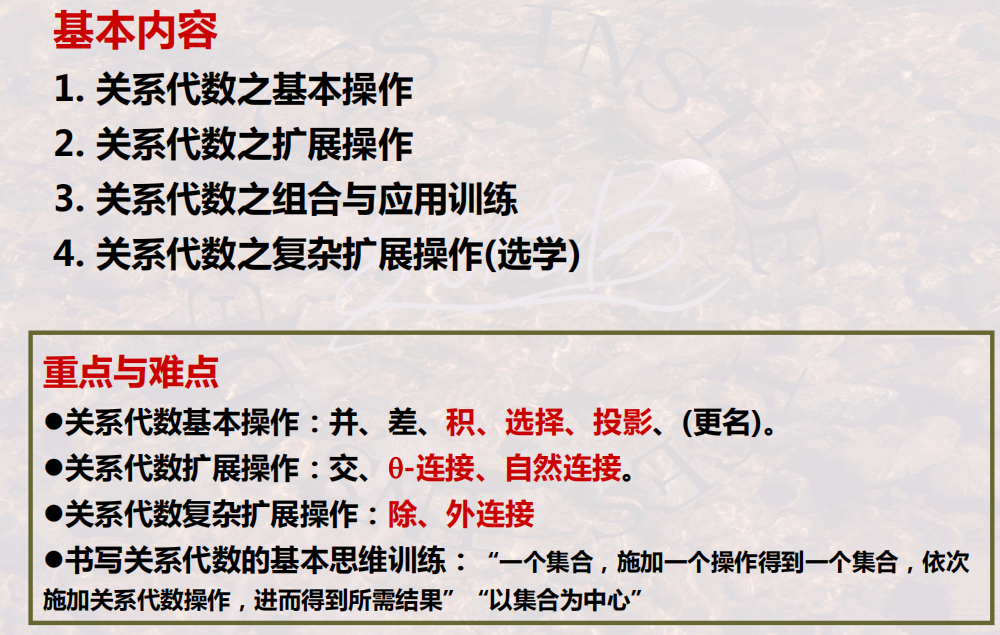 基本内容
1. 关系代数之基本操作
2. 关系代数之扩展操作
3. 关系代数之组合与应用训练
4. 关系代数之复杂扩展操作(选学)
重点与难点
●关系代数基本操作：并、差、积、选择、投影、(更名)。
●关系代数扩展操作：交、θ-连接、自然连接。
●关系代数复杂扩展操作：除、外连接
●书写关系代数的基本思维训练： “一个集合，施加一个操作得到一个集合，依次
施加关系代数操作，进而得到所需结果” “以集合为中心”